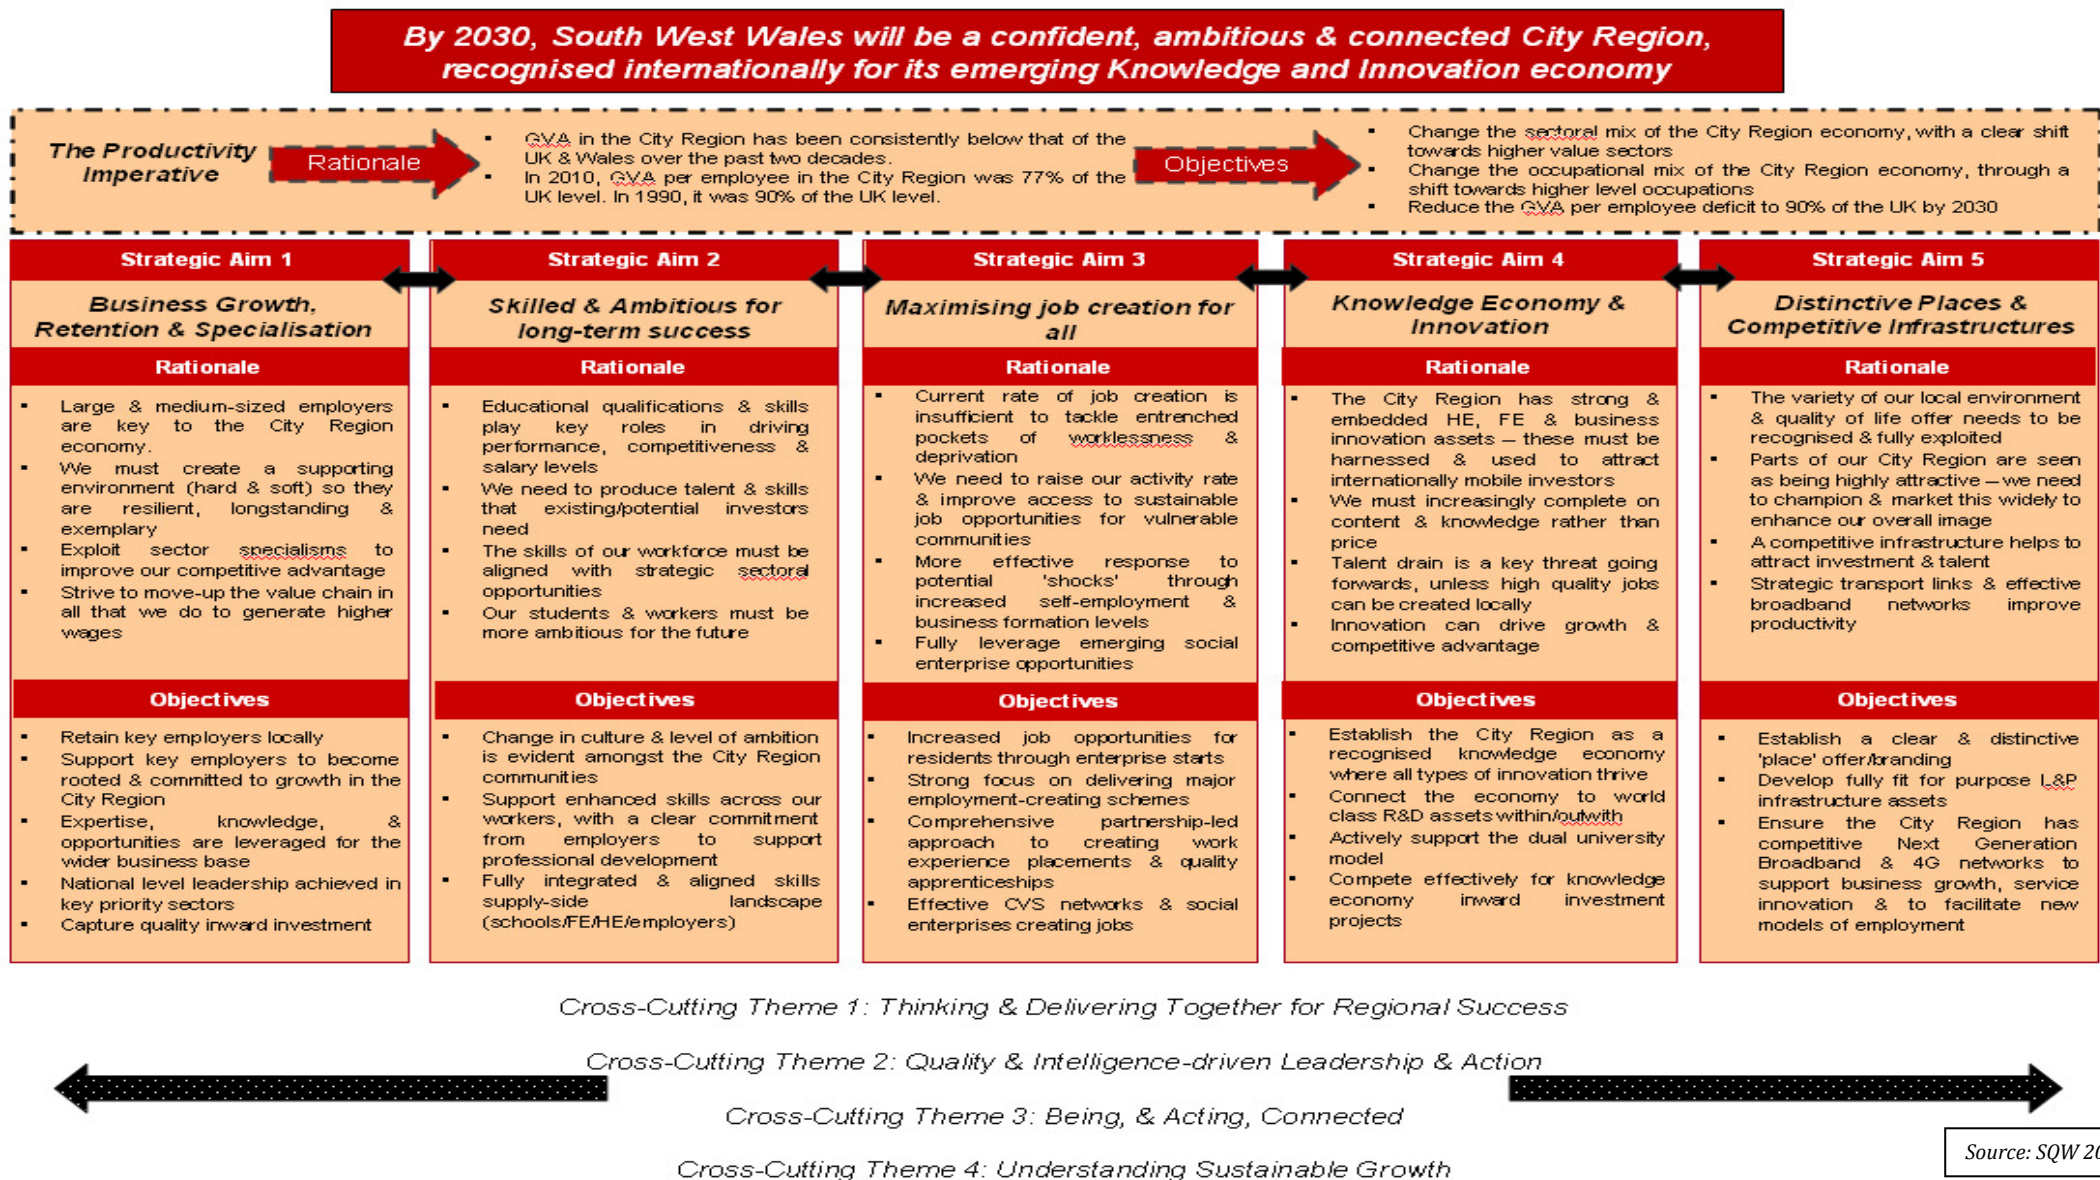 By 2030, South West Wales will be a confident, ambitious & connected City Region,
recognised internationally for its emerging Knowledge and Innovation economy
The Productivity
Imperative
Rationale
▪ GVA in the City Region has been consistently below that of the
UK & Wales over the past two decades.
▪ In 2010, GVA per employee in the City Region was 77% of the
UK level. In 1990, it was 90% of the UK level.
Objectives
▪ Change the sectoral mix of the City Region economy, with a clear shift
towards higher value sectors
▪ Change the occupational mix of the City Region economy, through a
shift towards higher level occupations
▪ Reduce the GVA per employee deficit to 90% of the UK by 2030
Strategic Aim 1
Business Growth,
Retention & Specialisation
Rationale
▪ Large & medium-sized employers
are key to the City Region
economy.
▪ We must create a supporting
environment (hard & soft) so they
are resilient, longstanding &
exemplary
▪ Exploit sector specialisms to
improve our competitive advantage
▪ Strive to move-up the value chain in
all that we do to generate higher
wages
Objectives
▪ Retain key employers locally
▪ Support key employers to become
rooted & committed to growth in the
City Region
▪ Expertise, knowledge, &
opportunities are leveraged for the
wider business base
▪ National level leadership achieved in
key priority sectors
▪ Capture quality inward investment
Strategic Aim 2
Skilled & Ambitious for
long-term success
Rationale
▪ Educational qualifications & skills
play key roles in driving
performance, competitiveness &
salary levels
▪ We need to produce talent & skills
that existing/potential investors
need
▪ The skills of our workforce must be
aligned with strategic sectoral
opportunities
▪ Our students & workers must be
more ambitious for the future
Objectives
▪ Change in culture & level of ambition
is evident amongst the City Region
communities
▪ Support enhanced skills across our
workers, with a clear commitment
from employers to support
professional development
▪ Fully integrated & aligned skills
supply-side landscape
(schools/FE/HE/employers)
Strategic Aim 3
Maximising job creation for
all
Rationale
▪ Current rate of job creation is
insufficient to tackle entrenched
pockets of worklessness &
deprivation
▪ We need to raise our activity rate
& improve access to sustainable
job opportunities for vulnerable
communities
▪ More effective response to
potential 'shocks' through
increased self-employment &
business formation levels
▪ Fully leverage emerging social
enterprise opportunities
Objectives
▪ Increased job opportunities for
residents through enterprise starts
▪ Strong focus on delivering major
employment-creating schemes
▪ Comprehensive partnership-led
approach to creating work
experience placements & quality
apprenticeships
▪ Effective CVS networks & social
enterprises creating jobs
Strategic Aim 4
Knowledge Economy &
Innovation
Rationale
▪ The City Region has strong &
embedded HE, FE & business
innovation assets – these must be
harnessed & used to attract
internationally mobile investors
▪ We must increasingly complete on
content & knowledge rather than
price
▪ Talent drain is a key threat going
forwards, unless high quality jobs
can be created locally
▪ Innovation can drive growth &
competitive advantage
Objectives
▪ Establish the City Region as a
recognised knowledge economy
where all types of innovation thrive
▪ Connect the economy to world
class R&D assets within/outwith
▪ Actively support the dual university
model
▪ Compete effectively for knowledge
economy inward investment
projects
Strategic Aim 5
Distinctive Places &
Competitive Infrastructures
Rationale
▪ The variety of our local environment
& quality of life offer needs to be
recognised & fully exploited
▪ Parts of our City Region are seen
as being highly attractive – we need
to champion & market this widely to
enhance our overall image
▪ A competitive infrastructure helps to
attract investment & talent
▪ Strategic transport links & effective
broadband networks improve
productivity
Objectives
▪ Establish a clear & distinctive
'place' offer/branding
▪ Develop fully fit for purpose L&P
infrastructure assets
▪ Ensure the City Region has
competitive Next Generation
Broadband & 4G networks to
support business growth, service
innovation & to facilitate new
models of employment
Cross-Cutting Theme 1: Thinking & Delivering Together for Regional Success
Cross-Cutting Theme 2: Quality & Intelligence-driven Leadership & Action
Cross-Cutting Theme 3: Being, & Acting, Connected
Cross-Cutting Theme 4: Understanding Sustainable Growth
Source: SQW